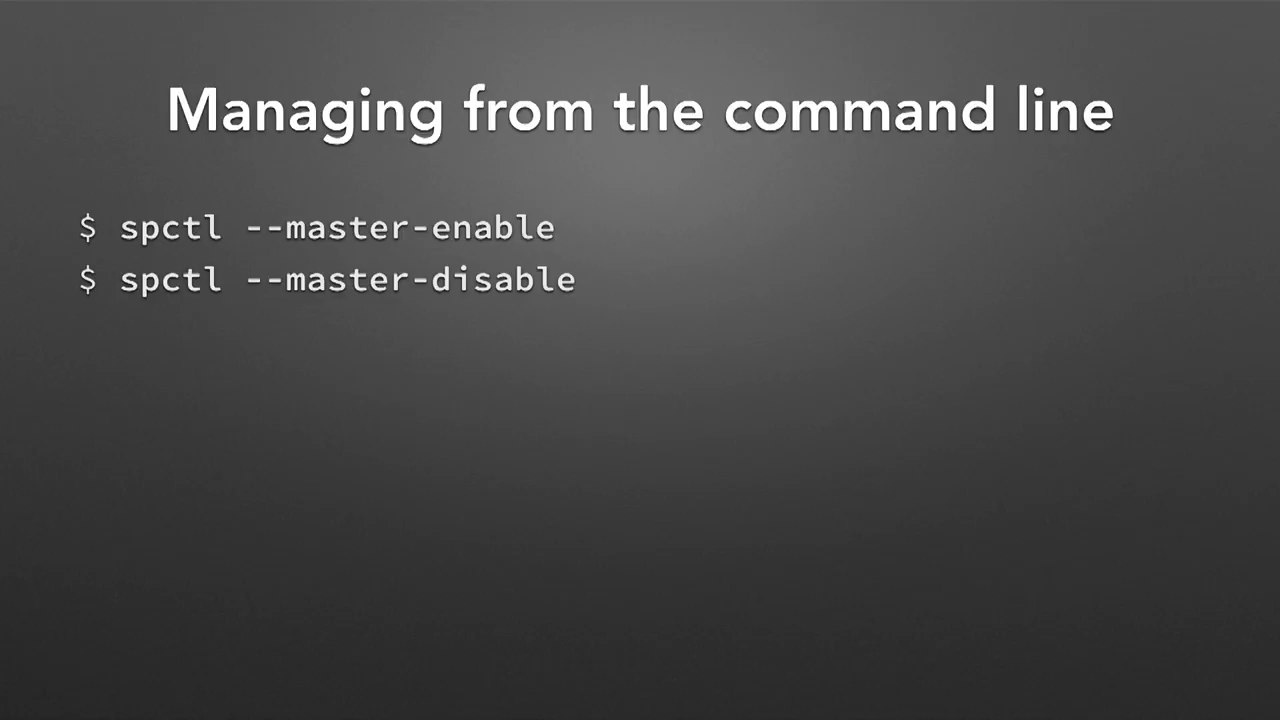 Managing from the command line
$ spctl --master-enable
$ spctl --master-disable